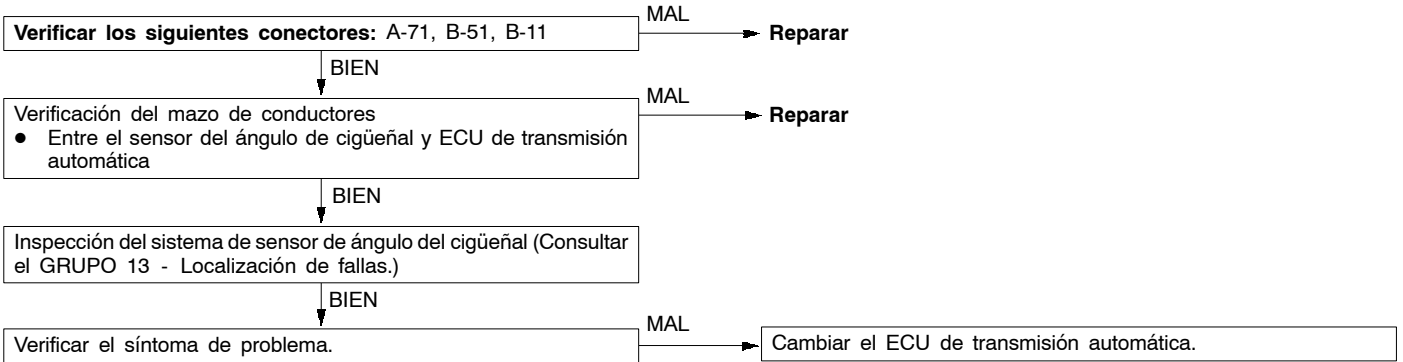 MAL
Verificar los siguientes conectores: A-71, B-51, B-11
Reparar
BIEN
MAL
Verificación del mazo de conductores
Reparar
● Entre el sensor del ángulo de cigüeñal y ECU de transmisión
automática
BIEN
Inspección del sistema de sensor de ángulo del cigüeñal (Consultar
el GRUPO 13 - Localización de fallas.)
BIEN
MAL
Verificar el síntoma de problema.
Cambiar el ECU de transmisión automática.